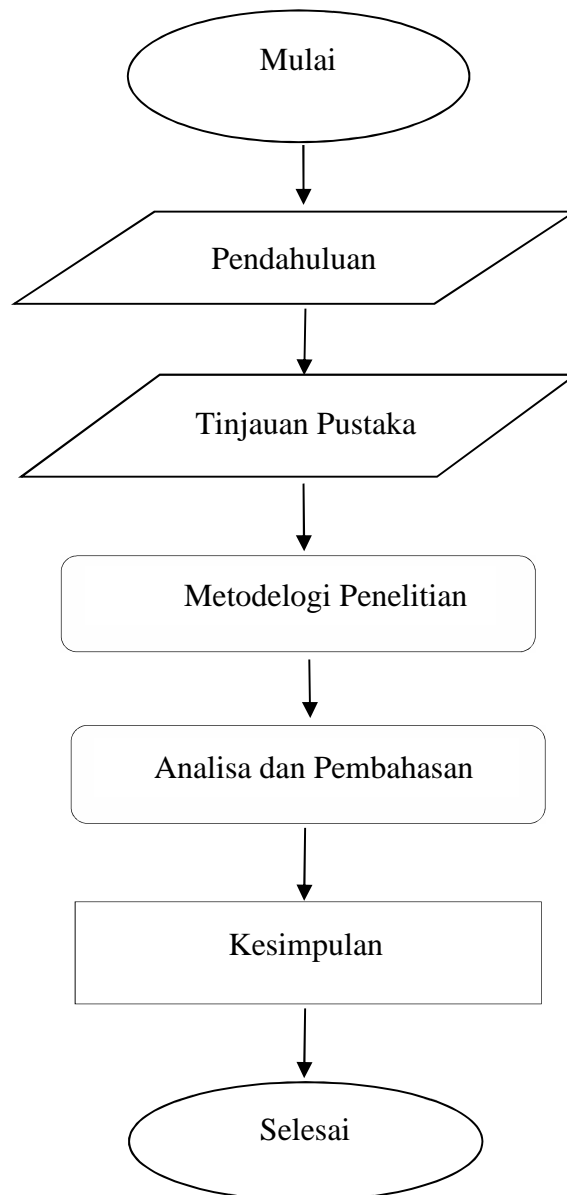 Mulai
Pendahuluan
Tinjauan Pustaka
Metodelogi Penelitian
Analisa dan Pembahasan
Kesimpulan
Selesai